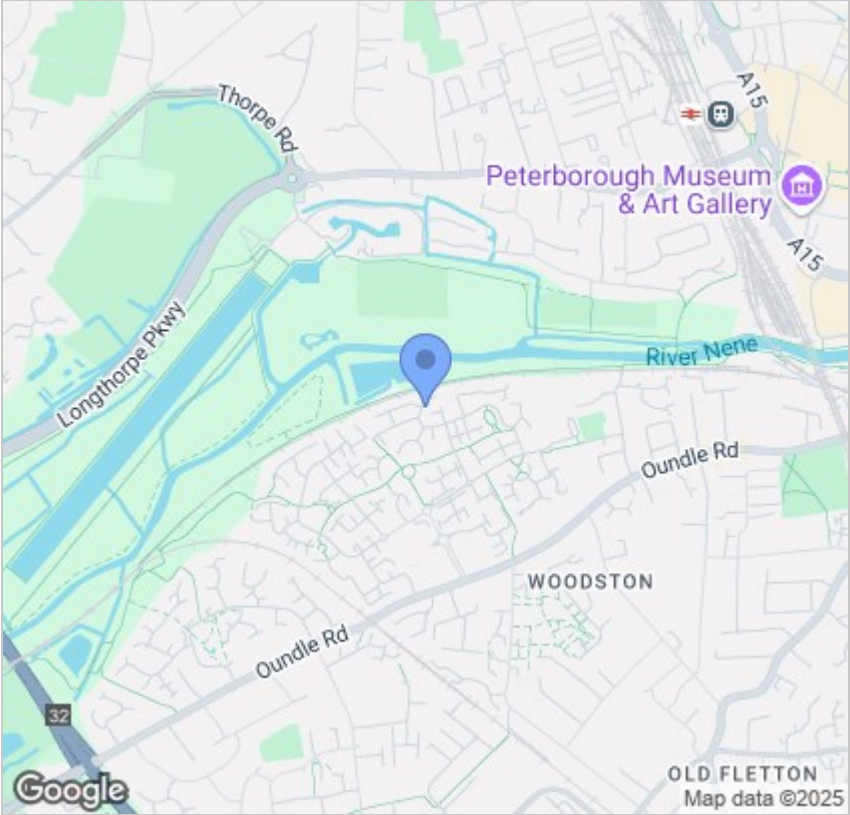 Thorpe Rd
A15
Peterborough Museum
& Art Gallery
A15
Longthorpe Pkwy
River Nene
Oundle Rd
WOODSTON
Oundle Rd
32
OLD FLETTON
Google
Map data ©2025